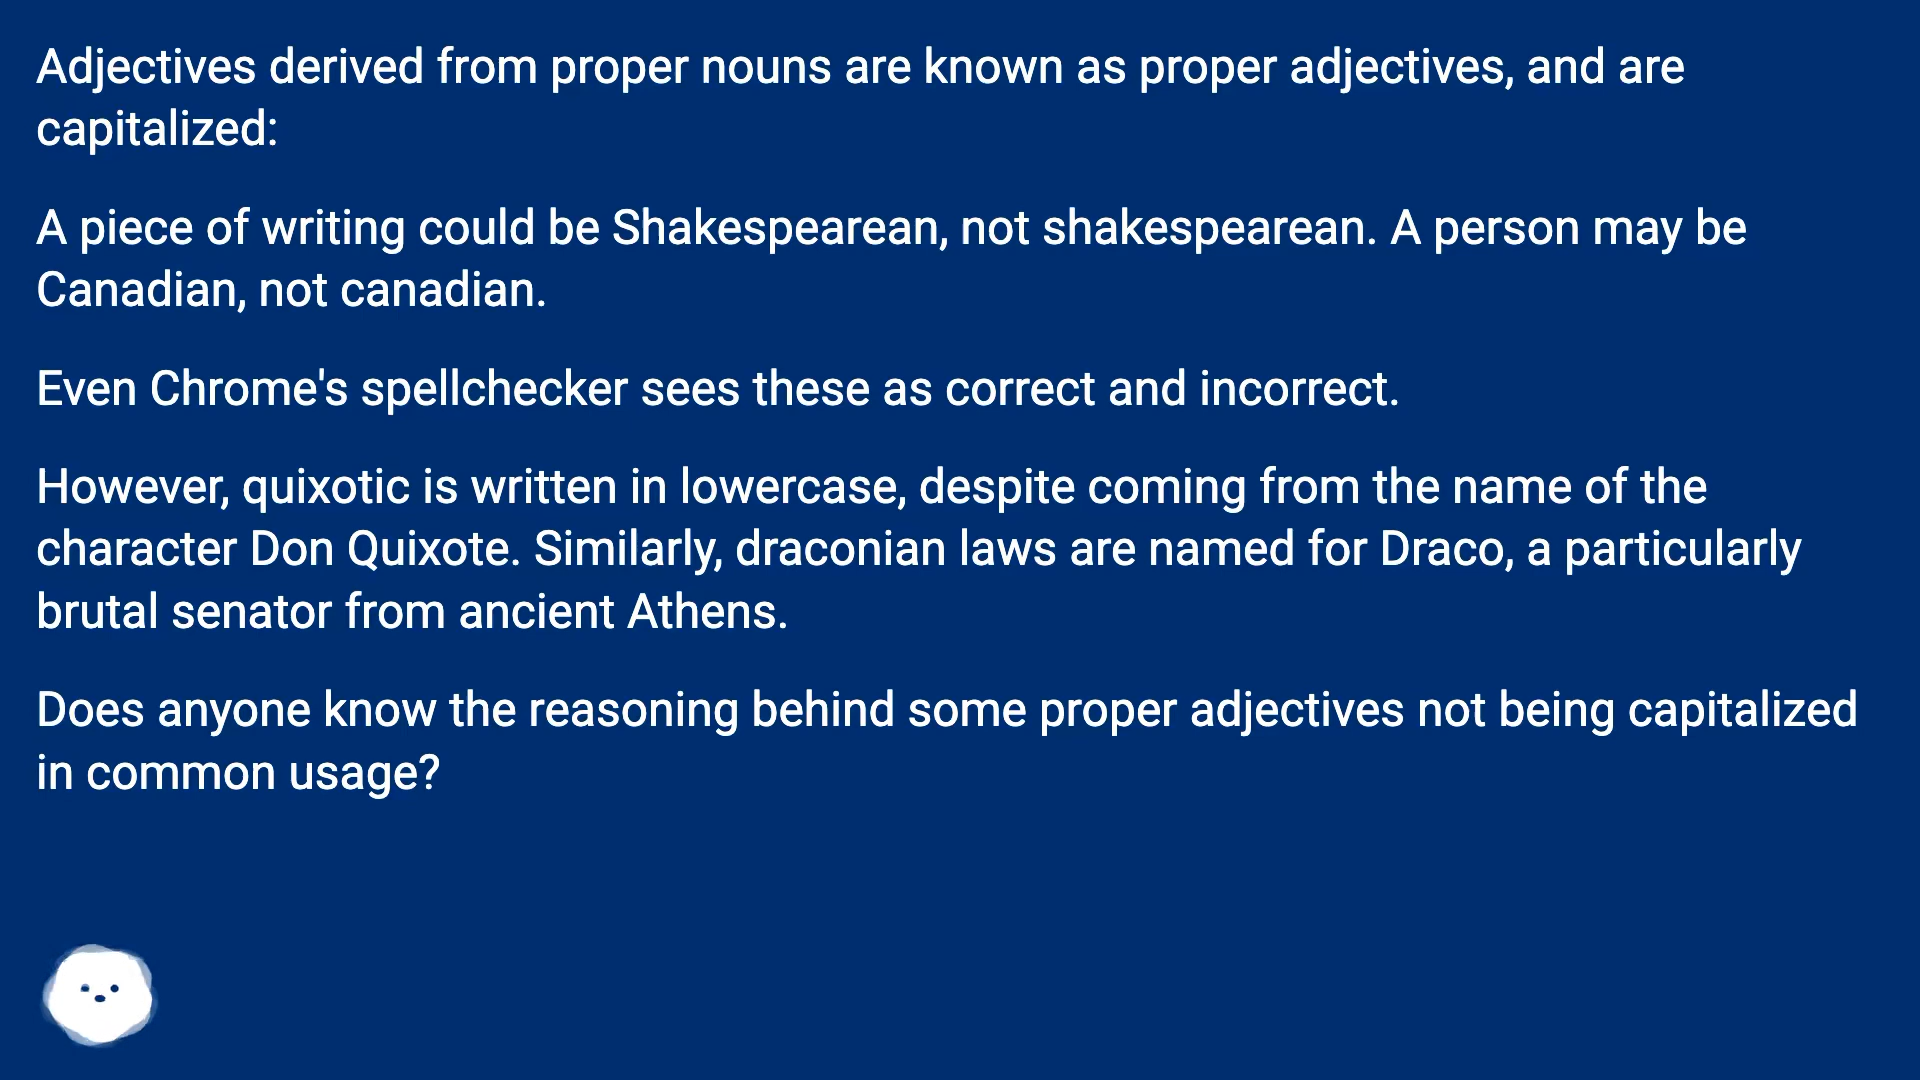 Adjectives derived from proper nouns are known as proper adjectives, and are
capitalized:
A piece of writing could be Shakespearean, not shakespearean. A person may be
Canadian, not canadian.
Even Chrome's spellchecker sees these as correct and incorrect.
However, quixotic is written in lowercase, despite coming from the name of the
character Don Quixote. Similarly, draconian laws are named for Draco, a particularly
brutal senator from ancient Athens.
Does anyone know the reasoning behind some proper adjectives not being capitalized
in common usage?